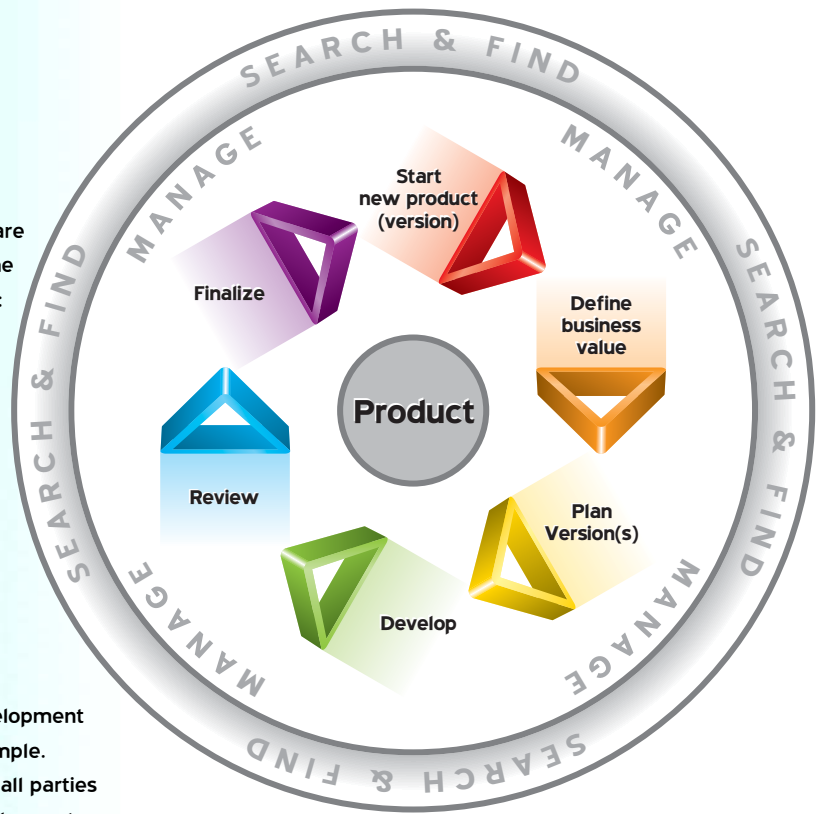 SEARCH & FIND
MANAGE
MANAGE
Start
new product
(version)
are
Finalize
SEARCH & FIND
SEARCH & FIND
Define
business
value
Product
Review
Plan
Version(s)
Develop
MANAGE
MANAGE
SEARCH & FIND
elopment
mple.
all parties